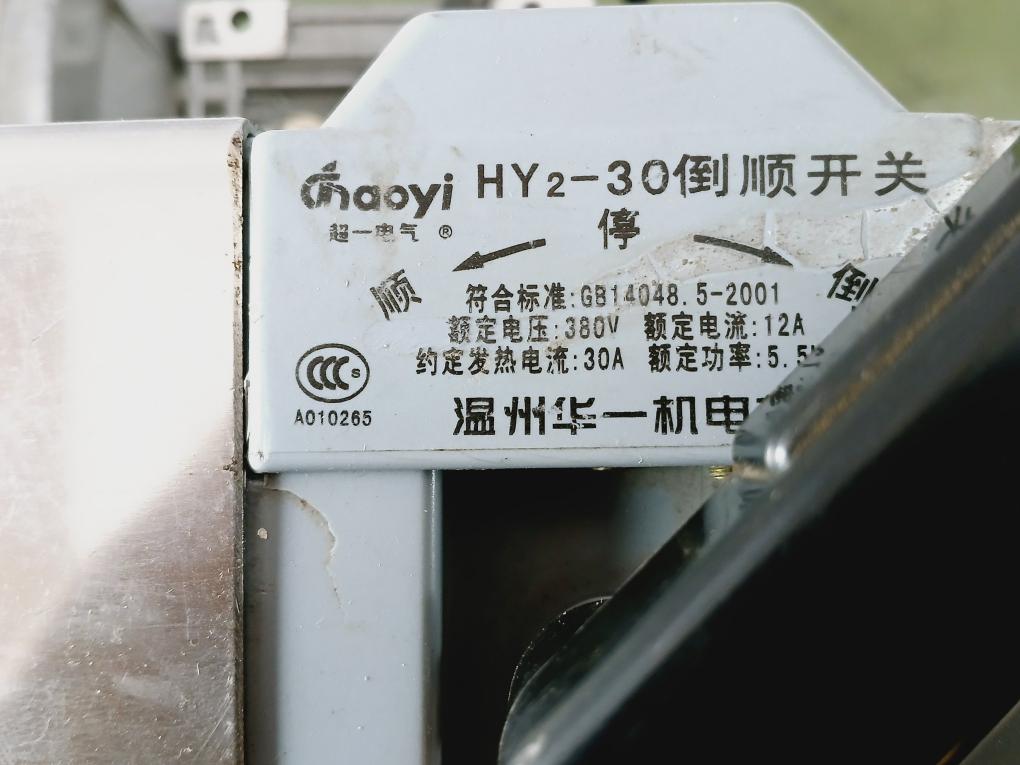 Chaoyi HY2-30倒顺开关
超一电气 ®
停
顺 倒
符合标准:GB14048.5-2001
额定电压:380V 额定电流:12A
约定发热电流:30A 额定功率:5.5
CCC S
A010265
温州华一机电